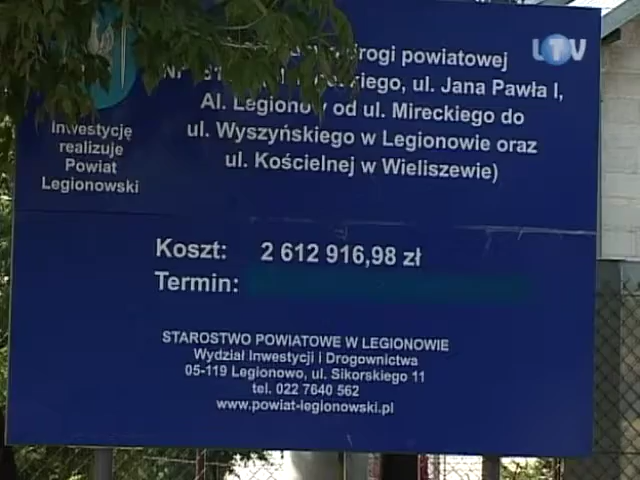 LTV
drogi powiatowej
ul. Jana Pawła I,
Al. Legionów od ul. Mireckiego do
ul. Wyszyńskiego w Legionowie oraz
ul. Kościelnej w Wieliszewie)
Inwestycję
realizuje
Powiat
Legionowski
Koszt: 2 612 916,98 zł
Termin:
STAROSTWO POWIATOWE W LEGIONOWIE
Wydział Inwestycji i Drogownictwa
05-119 Legionowo, ul. Sikorskiego 11
tel. 022 7640 562
www.powiat-legionowski.pl